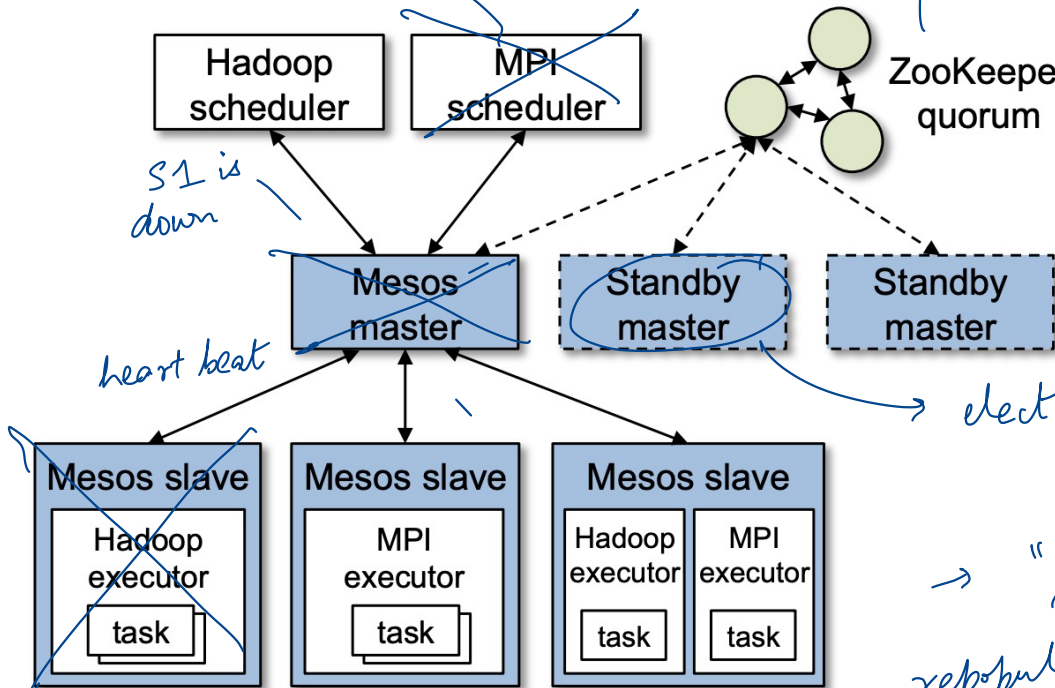 Hadoop
scheduler
MPI
scheduler
ZooKeepe
quorum
S1 is
down
Mesos
master
Standby
master
Standby
master
heart beat
elect
Mesos slave
Hadoop
executor
task
Mesos slave
MPI
executor
task
Mesos slave
Hadoop
executor
task
MPI
executor
task